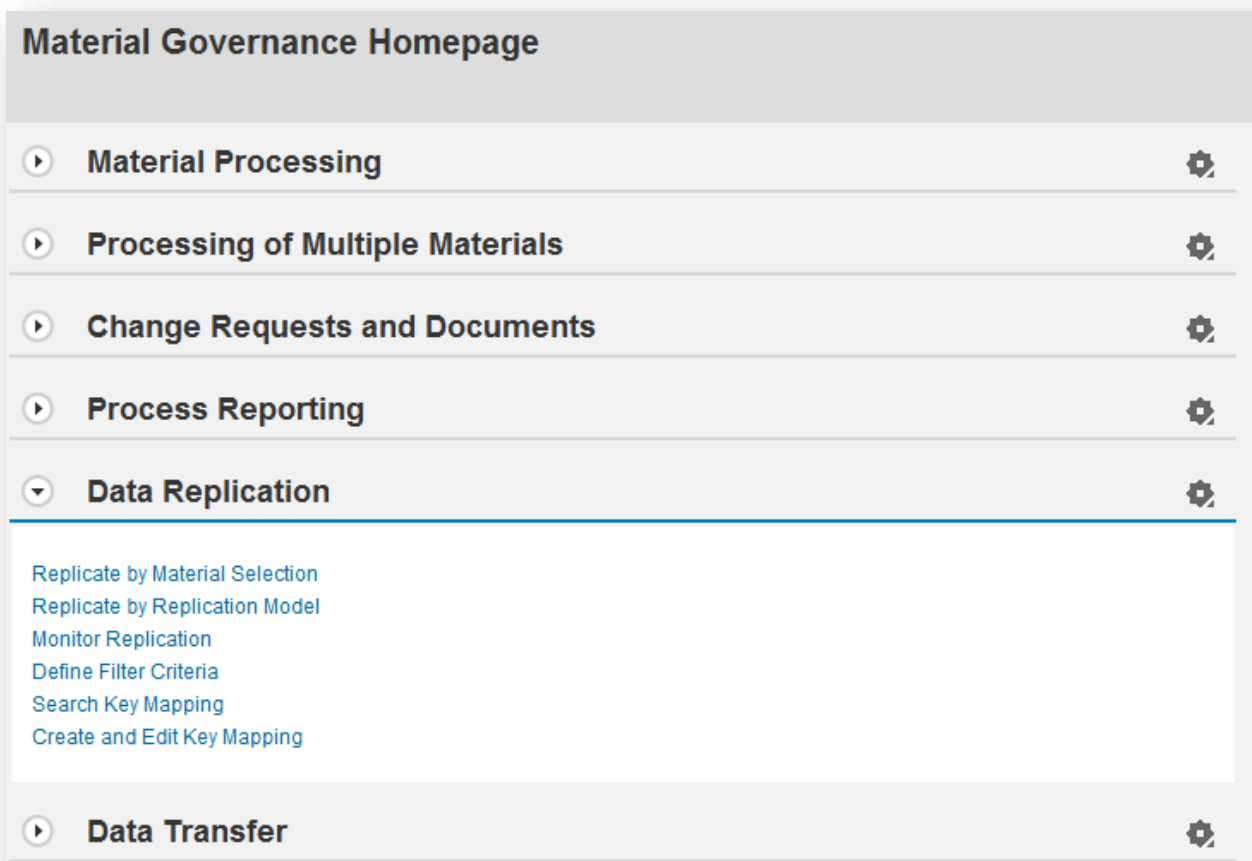 Material Governance Homepage
Material Processing
Processing of Multiple Materials
Change Requests and Documents
Process Reporting
Data Replication
Replicate by Material Selection
Replicate by Replication Model
Monitor Replication
Define Filter Criteria
Search Key Mapping
Create and Edit Key Mapping
Data Transfer